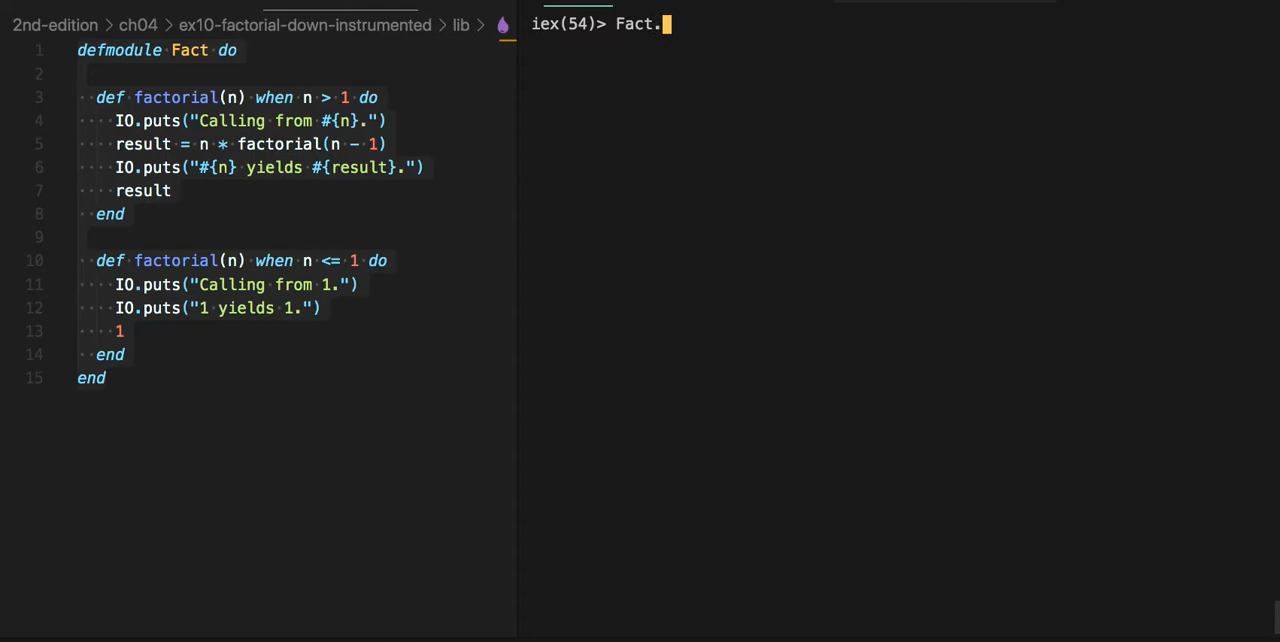 2nd-edition > ch04 > ex10-factorial-down-instrumented > lib >
iex(54)> Fact.
1 defmodule Fact do
2
3   def factorial(n) when n > 1 do
4     IO.puts("Calling from #{n}.")
5     result = n * factorial(n - 1)
6     IO.puts("#{n} yields #{result}.")
7     result
8   end
9
10   def factorial(n) when n <= 1 do
11     IO.puts("Calling from 1.")
12     IO.puts("1 yields 1.")
13     1
14   end
15 end